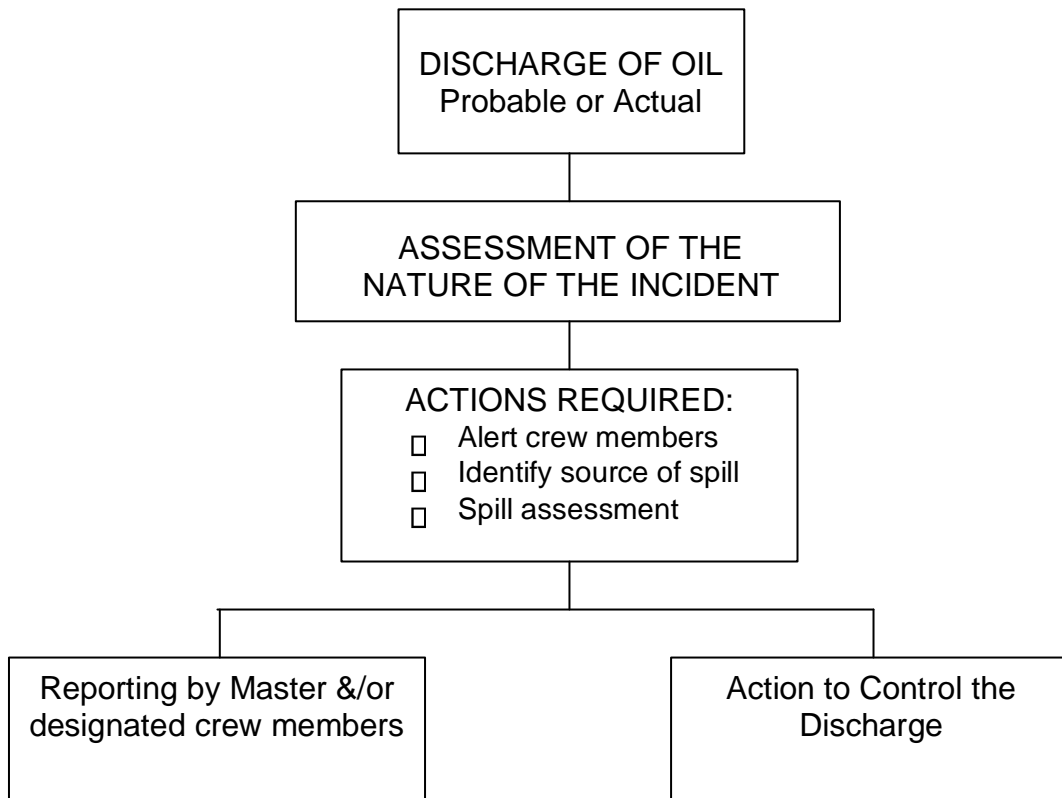 DISCHARGE OF OIL
Probable or Actual
ASSESSMENT OF THE
NATURE OF THE INCIDENT
ACTIONS REQUIRED:
Alert crew members
Identify source of spill
Spill assessment
Reporting by Master &/or
designated crew members
Action to Control the
Discharge